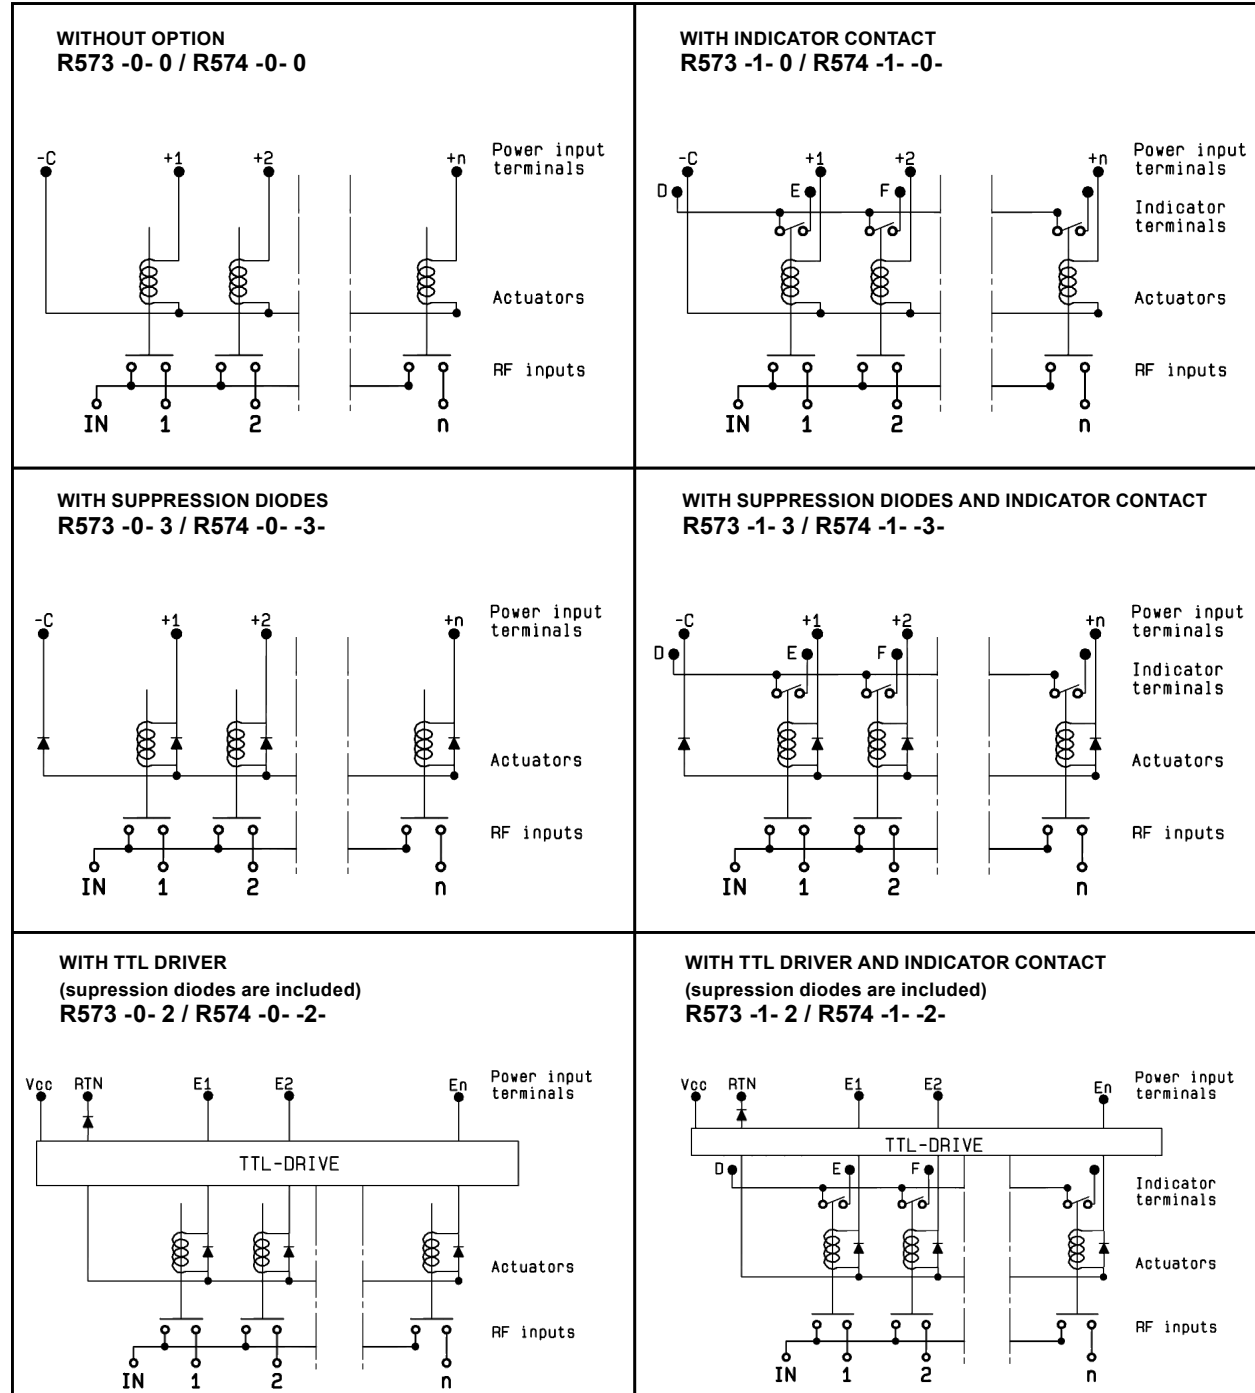 WITHOUT OPTION
R573 -0- 0 / R574 -0- 0
-C +1 +2 +n Power input
terminals
Actuators
RF inputs
IN 1 2 n
WITH INDICATOR CONTACT
R573 -1- 0 / R574 -1- -0-
-C +1 +2 +n Power input
terminals
D E F
Indicator
terminals
Actuators
RF inputs
IN 1 2 n
WITH SUPPRESSION DIODES
R573 -0- 3 / R574 -0- -3-
-C +1 +2 +n Power input
terminals
Actuators
RF inputs
IN 1 2 n
WITH SUPPRESSION DIODES AND INDICATOR CONTACT
R573 -1- 3 / R574 -1- -3-
-C +1 +2 +n Power input
terminals
D E F
Indicator
terminals
Actuators
RF inputs
IN 1 2 n
WITH TTL DRIVER
(supression diodes are included)
R573 -0- 2 / R574 -0- -2-
Vcc RTN E1 E2 En Power input
terminals
TTL-DRIVE
Actuators
RF inputs
IN 1 2 n
WITH TTL DRIVER AND INDICATOR CONTACT
(supression diodes are included)
R573 -1- 2 / R574 -1- -2-
Vcc RTN E1 E2 En Power input
terminals
TTL-DRIVE
D E F
Indicator
terminals
Actuators
RF inputs
IN 1 2 n